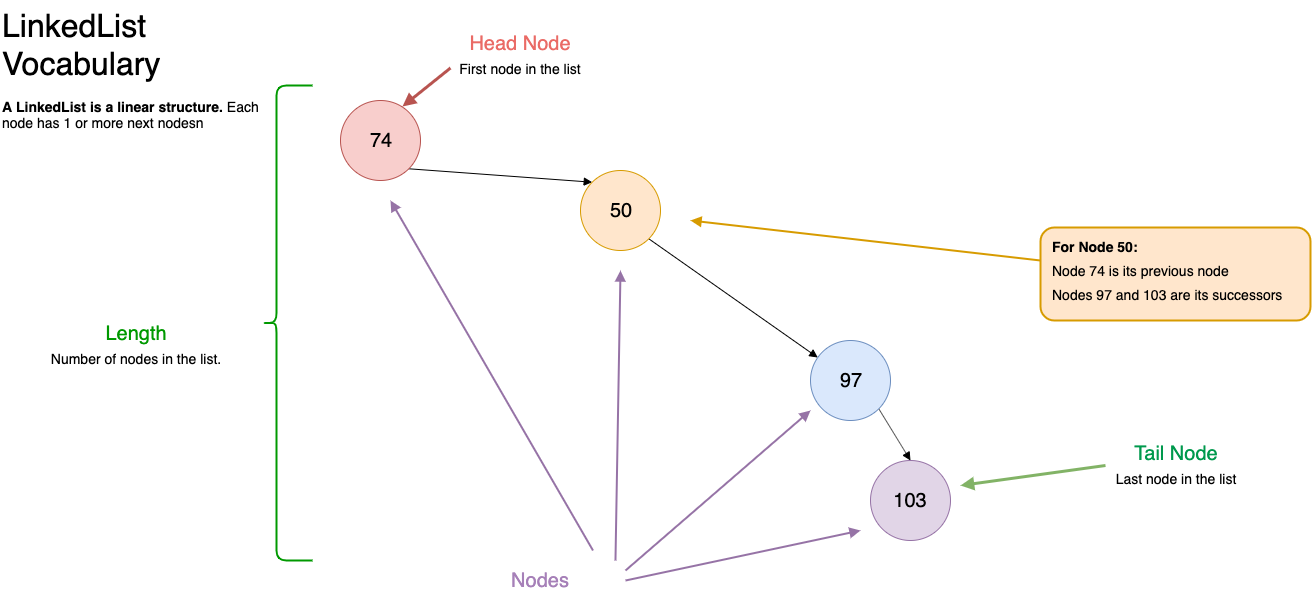 LinkedList
Vocabulary
A LinkedList is a linear structure. Each
node has 1 or more next nodesn
Head Node
First node in the list
74
50
For Node 50:
Node 74 is its previous node
Nodes 97 and 103 are its successors
Length
Number of nodes in the list.
97
Tail Node
Last node in the list
103
Nodes